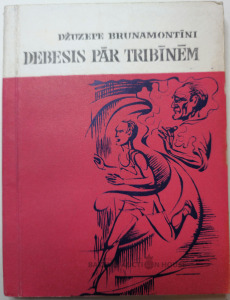 DŽUZEPE BRUNAMONTĪNI
DEBESIS PĀR TRIBĪNĒM